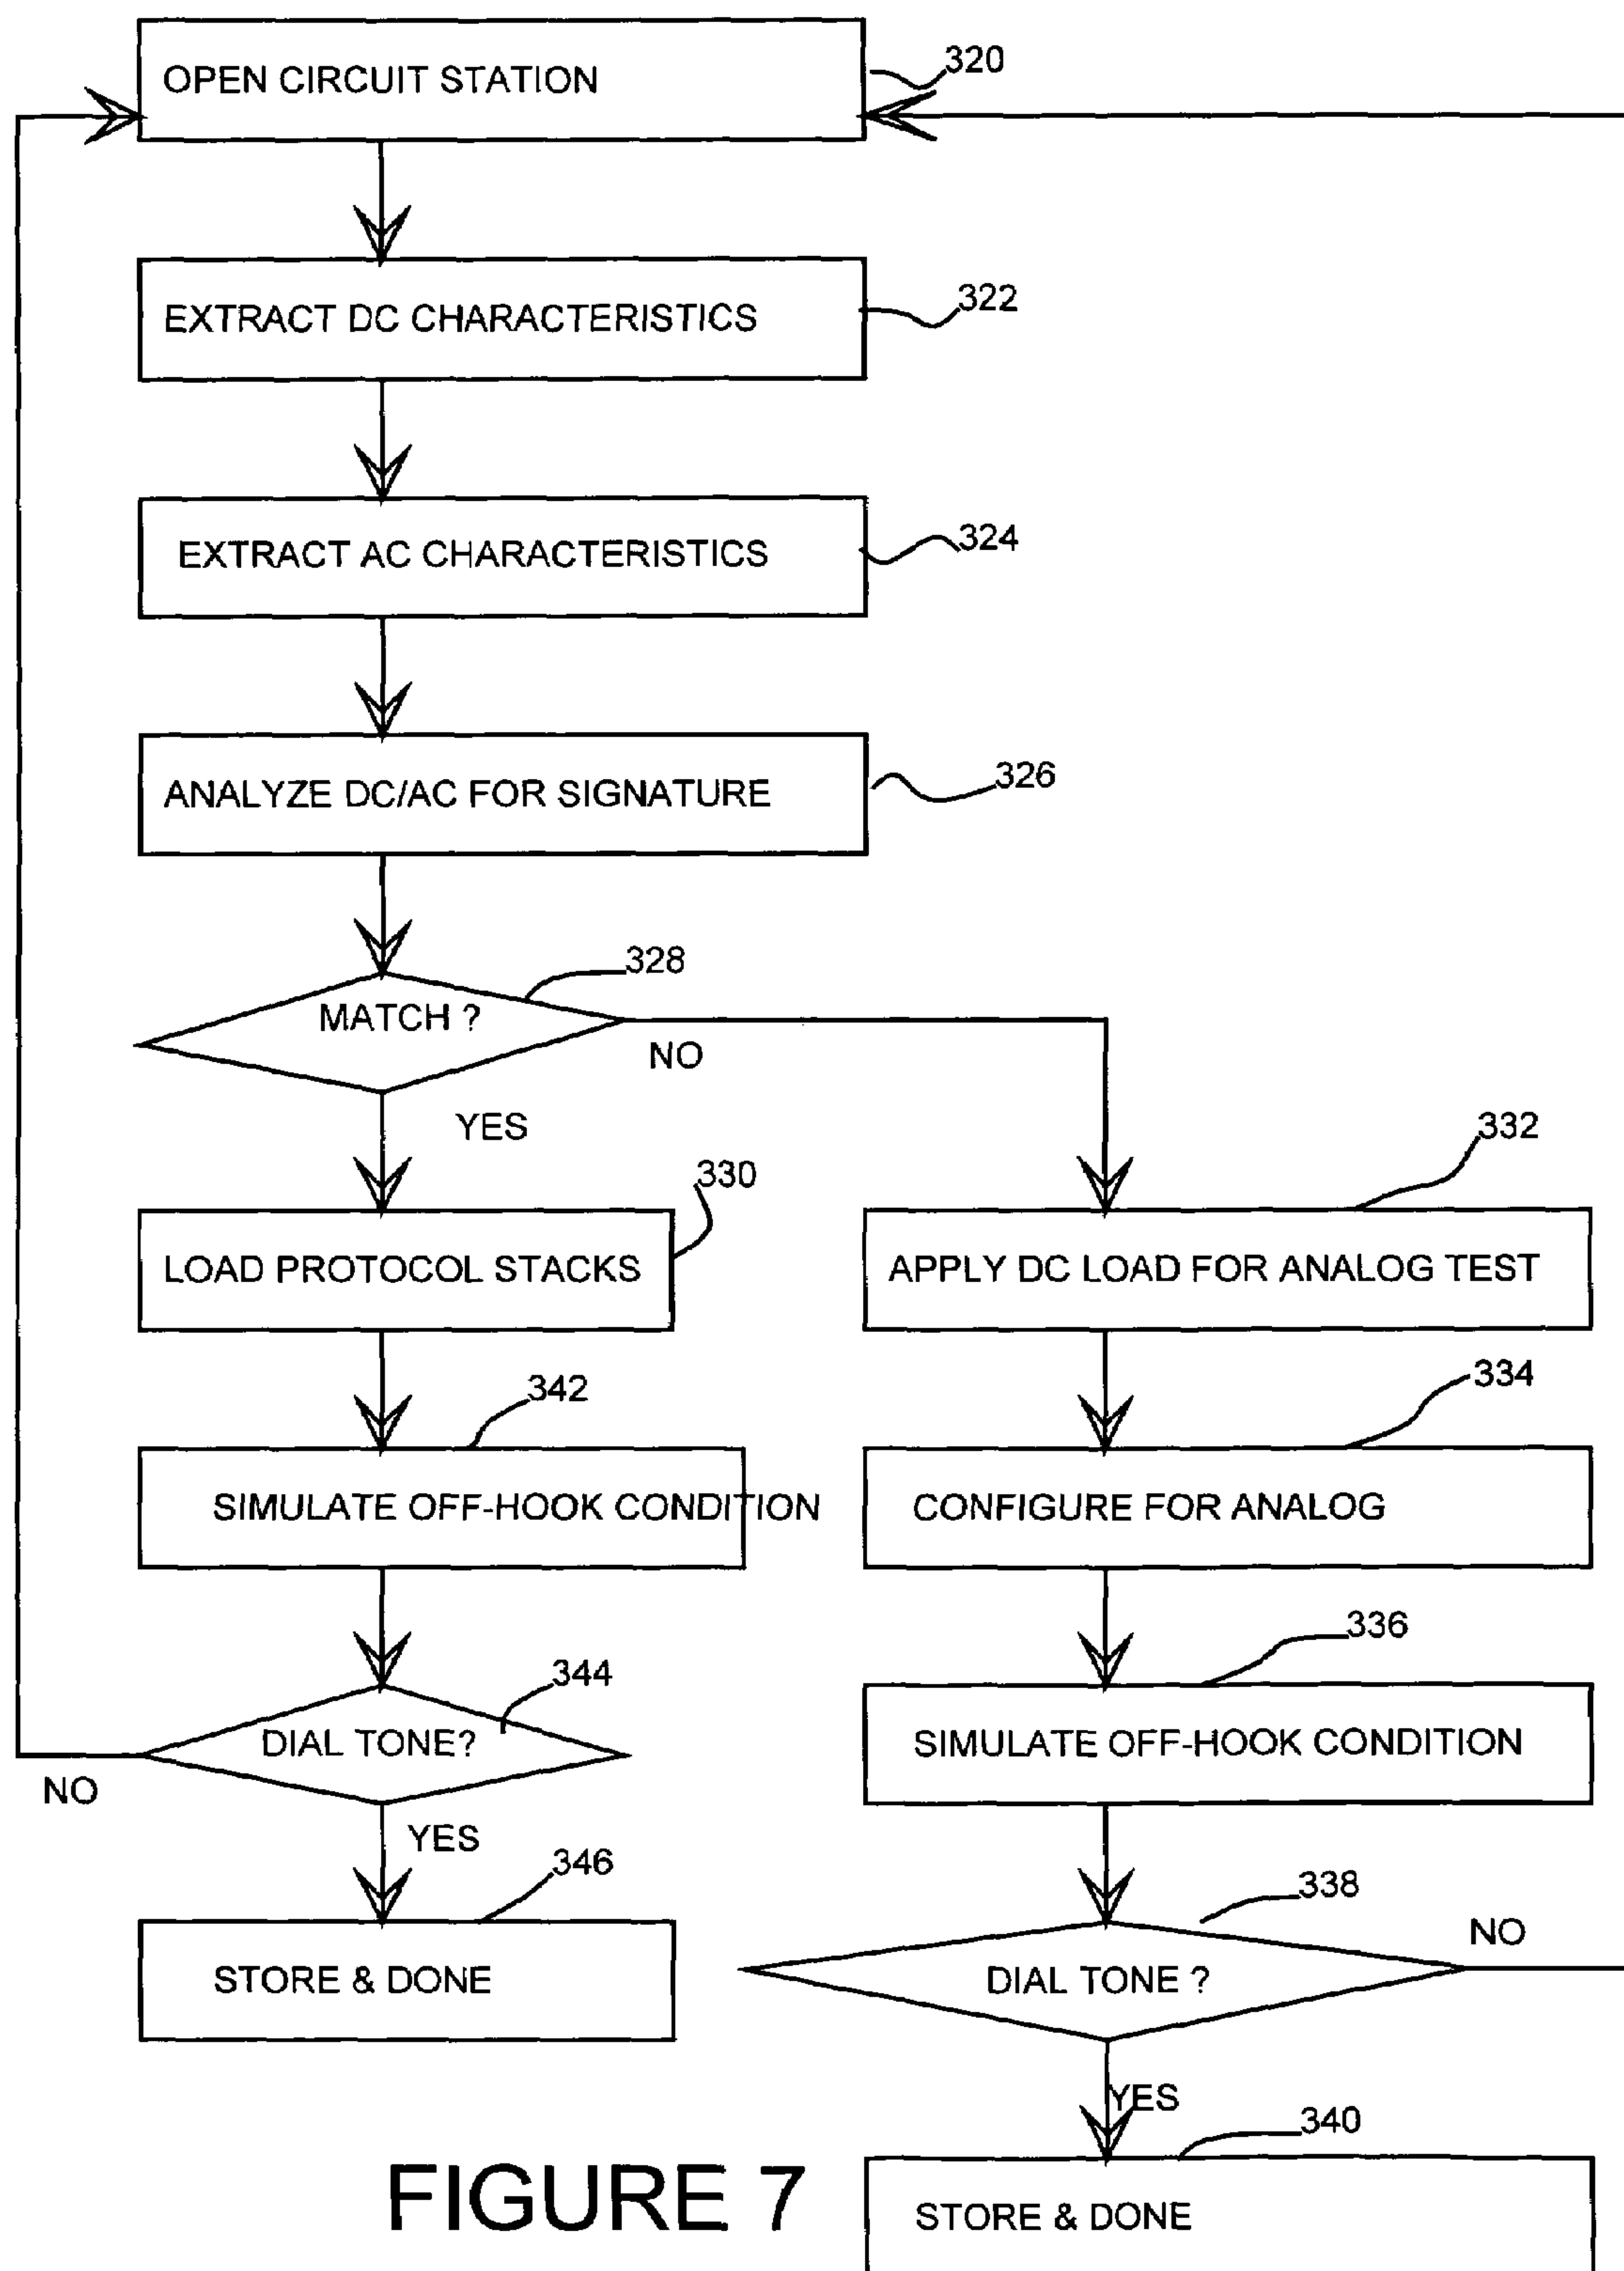 OPEN CIRCUIT STATION
320
EXTRACT DC CHARACTERISTICS
322
EXTRACT AC CHARACTERISTICS
324
ANALYZE DC/AC FOR SIGNATURE
326
MATCH ?
328
NO
YES
330
LOAD PROTOCOL STACKS
332
APPLY DC LOAD FOR ANALOG TEST
342
SIMULATE OFF-HOOK CONDITION
334
CONFIGURE FOR ANALOG
344
DIAL TONE?
NO
YES
336
SIMULATE OFF-HOOK CONDITION
346
STORE & DONE
338
DIAL TONE ?
NO
YES
340
STORE & DONE
FIGURE 7